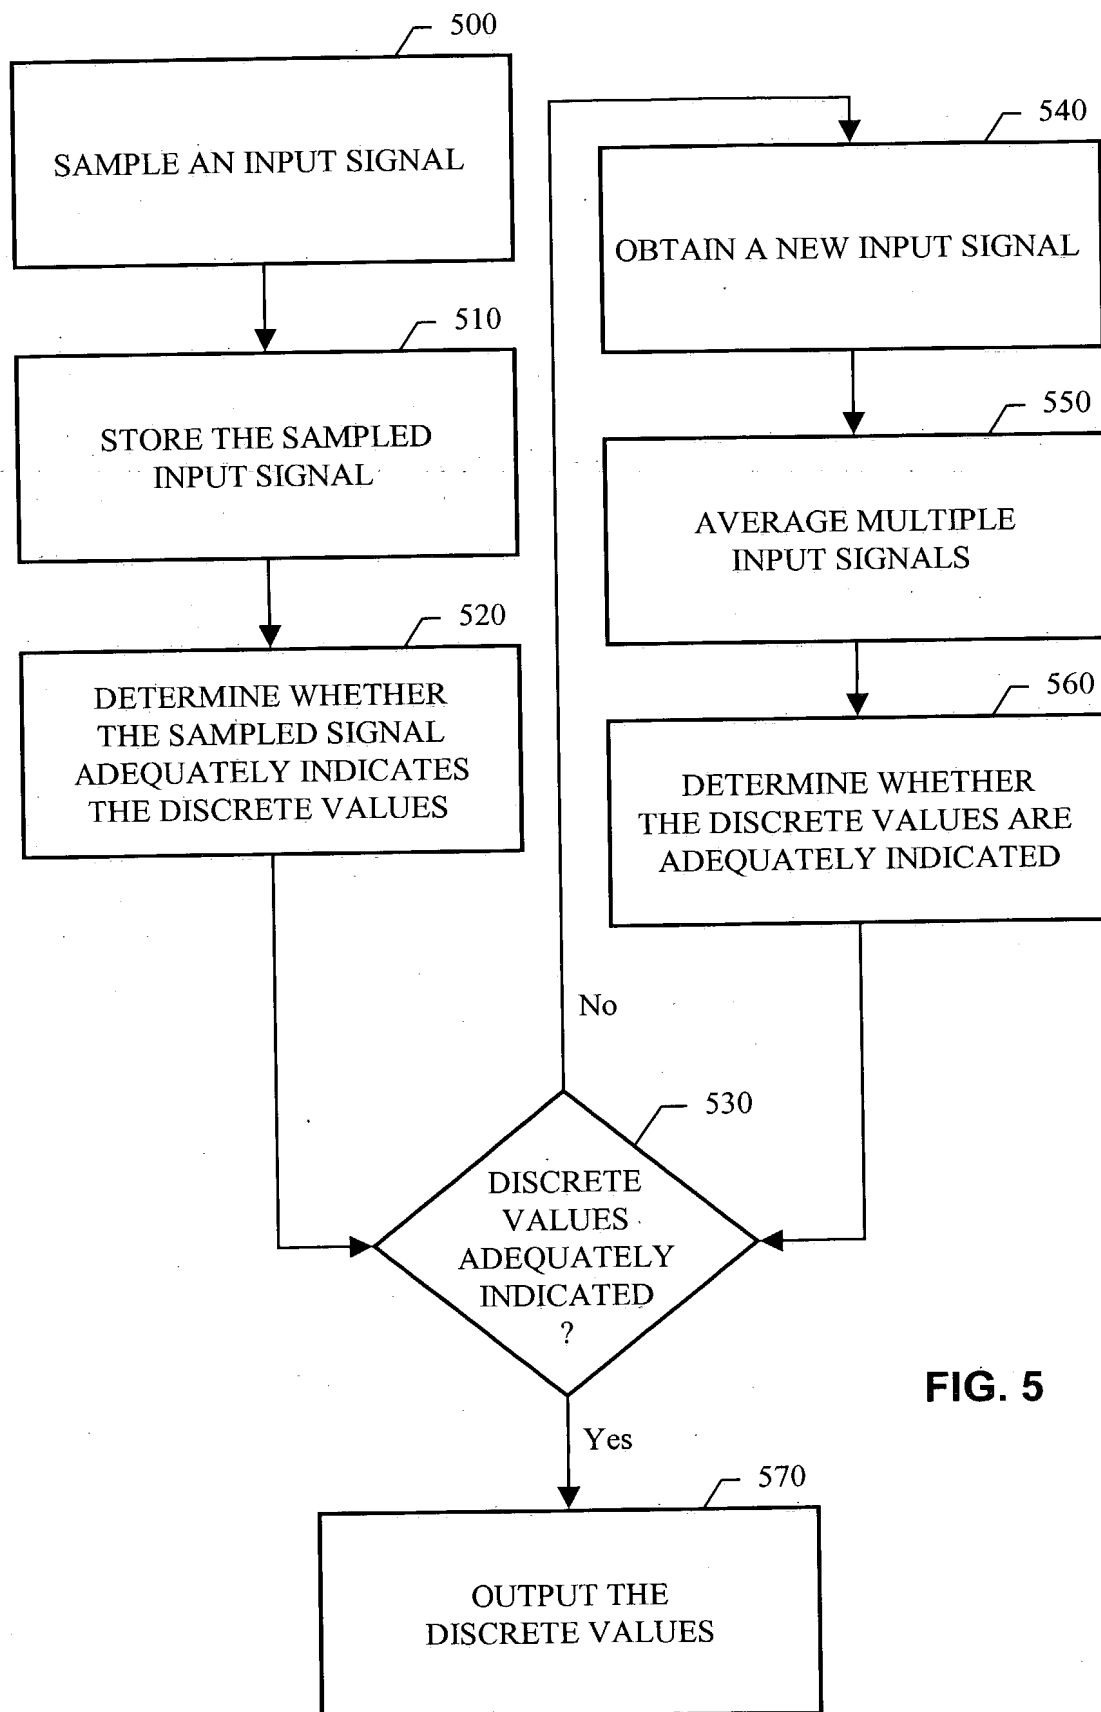 500
SAMPLE AN INPUT SIGNAL
510
STORE THE SAMPLED
INPUT SIGNAL
520
DETERMINE WHETHER
THE SAMPLED SIGNAL
ADEQUATELY INDICATES
THE DISCRETE VALUES
540
OBTAIN A NEW INPUT SIGNAL
550
AVERAGE MULTIPLE
INPUT SIGNALS
560
DETERMINE WHETHER
THE DISCRETE VALUES ARE
ADEQUATELY INDICATED
No
530
DISCRETE
VALUES
ADEQUATELY
INDICATED
?
Yes
FIG. 5
570
OUTPUT THE
DISCRETE VALUES